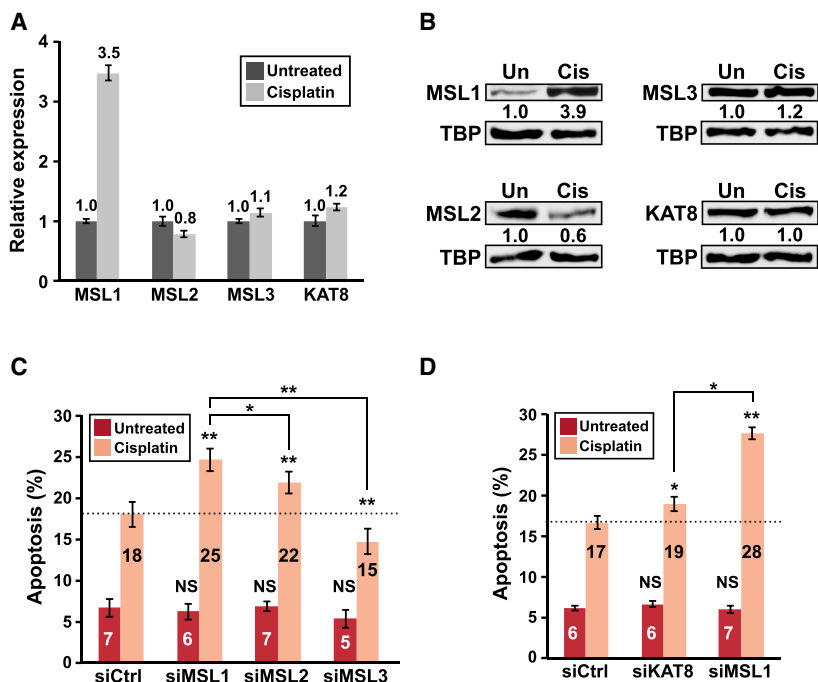 A
Relative expression
4
3
2
1
0
Untreated
Cisplatin
1.0 3.5 1.0 0.8 1.0 1.1 1.0 1.2
MSL1 MSL2 MSL3 KAT8
B
Un Cis
MSL1
1.0 3.9
TBP
MSL3 Un Cis
1.0 1.2
TBP
Un Cis
MSL2
1.0 0.6
TBP
Un Cis
KAT8
1.0 1.0
TBP
C
Apoptosis (%)
30
25
20
15
10
5
0
Untreated
Cisplatin
**
*
** ** **
18 25 22 15
NS NS NS
7 6 7 5
siCtrl siMSL1 siMSL2 siMSL3
D
Apoptosis (%)
30
25
20
15
10
5
0
Untreated
Cisplatin
*
* **
17 19 28
NS NS
6 6 7
siCtrl siKAT8 siMSL1